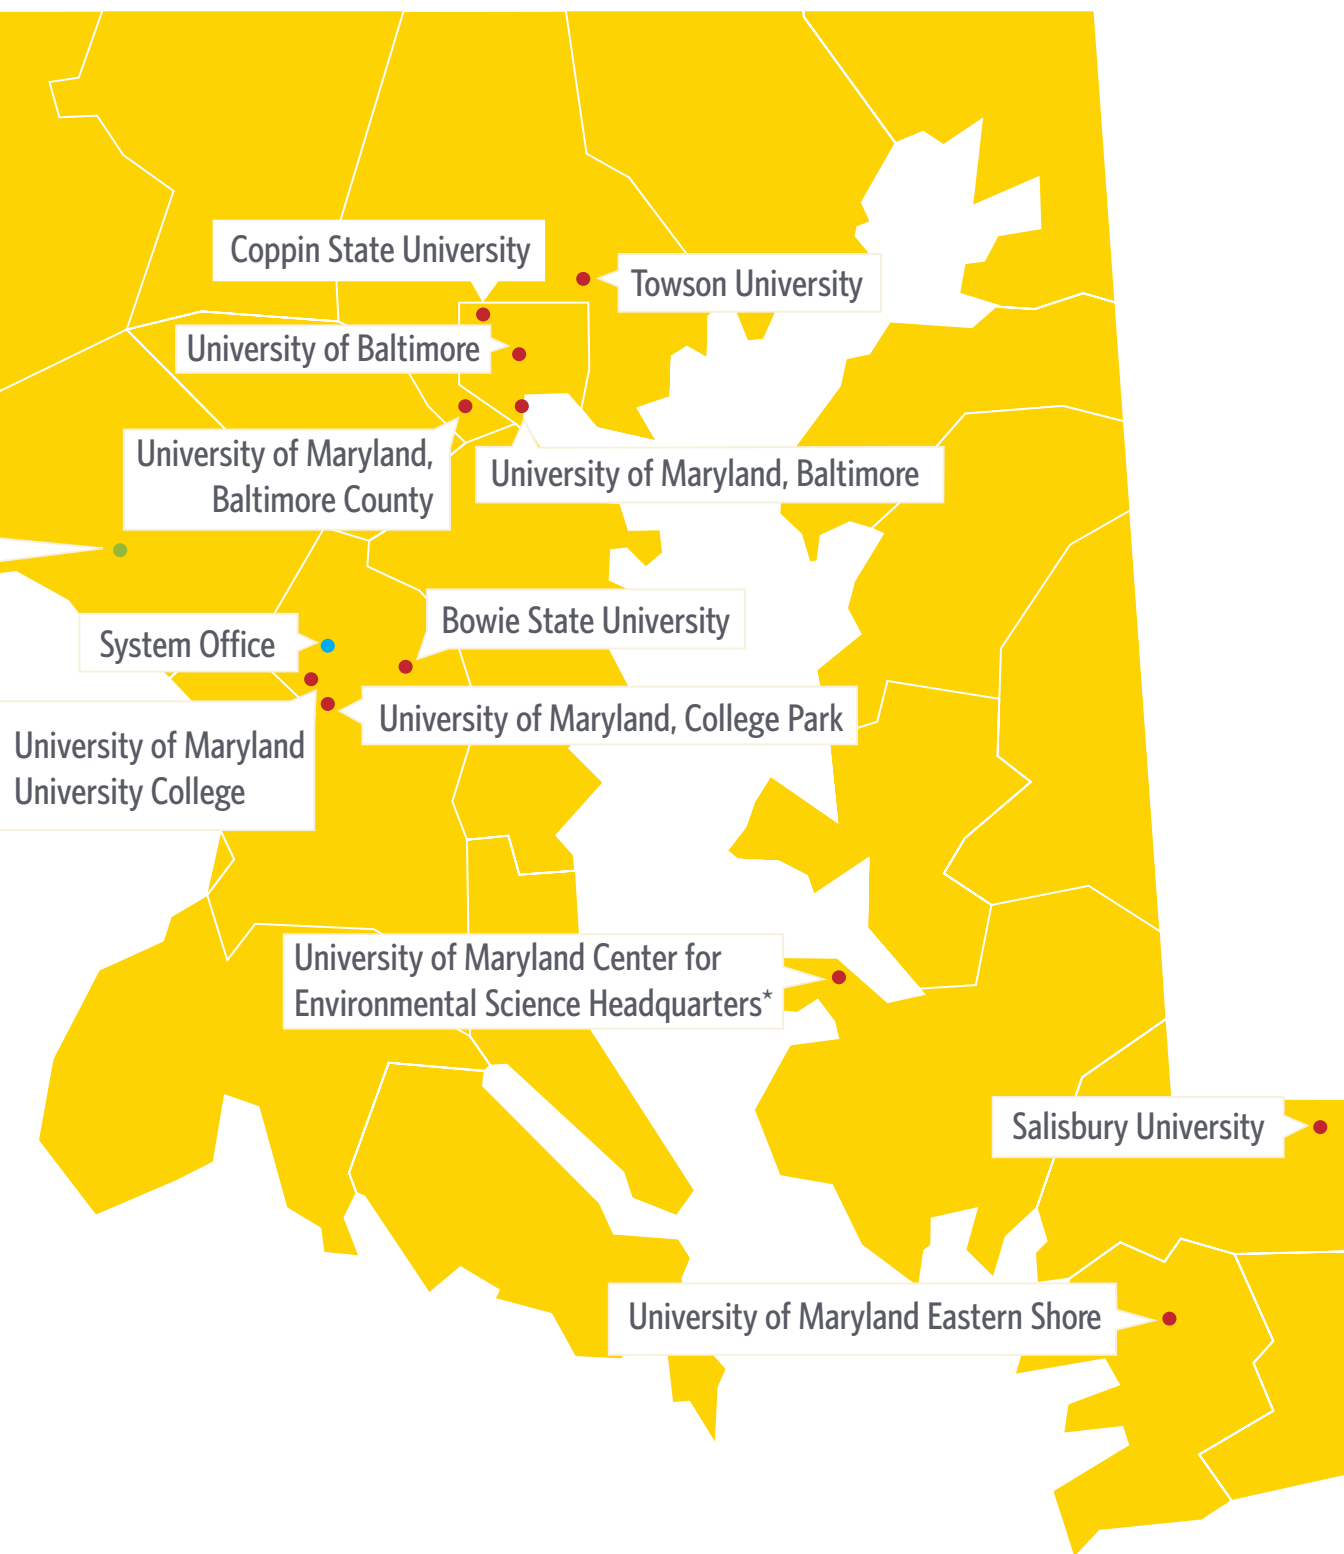 Coppin State University
Towson University
University of Baltimore
University of Maryland,
Baltimore County
University of Maryland, Baltimore
Bowie State University
System Office
University of Maryland, College Park
University of Maryland
University College
University of Maryland Center for
Environmental Science Headquarters*
Salisbury University
University of Maryland Eastern Shore